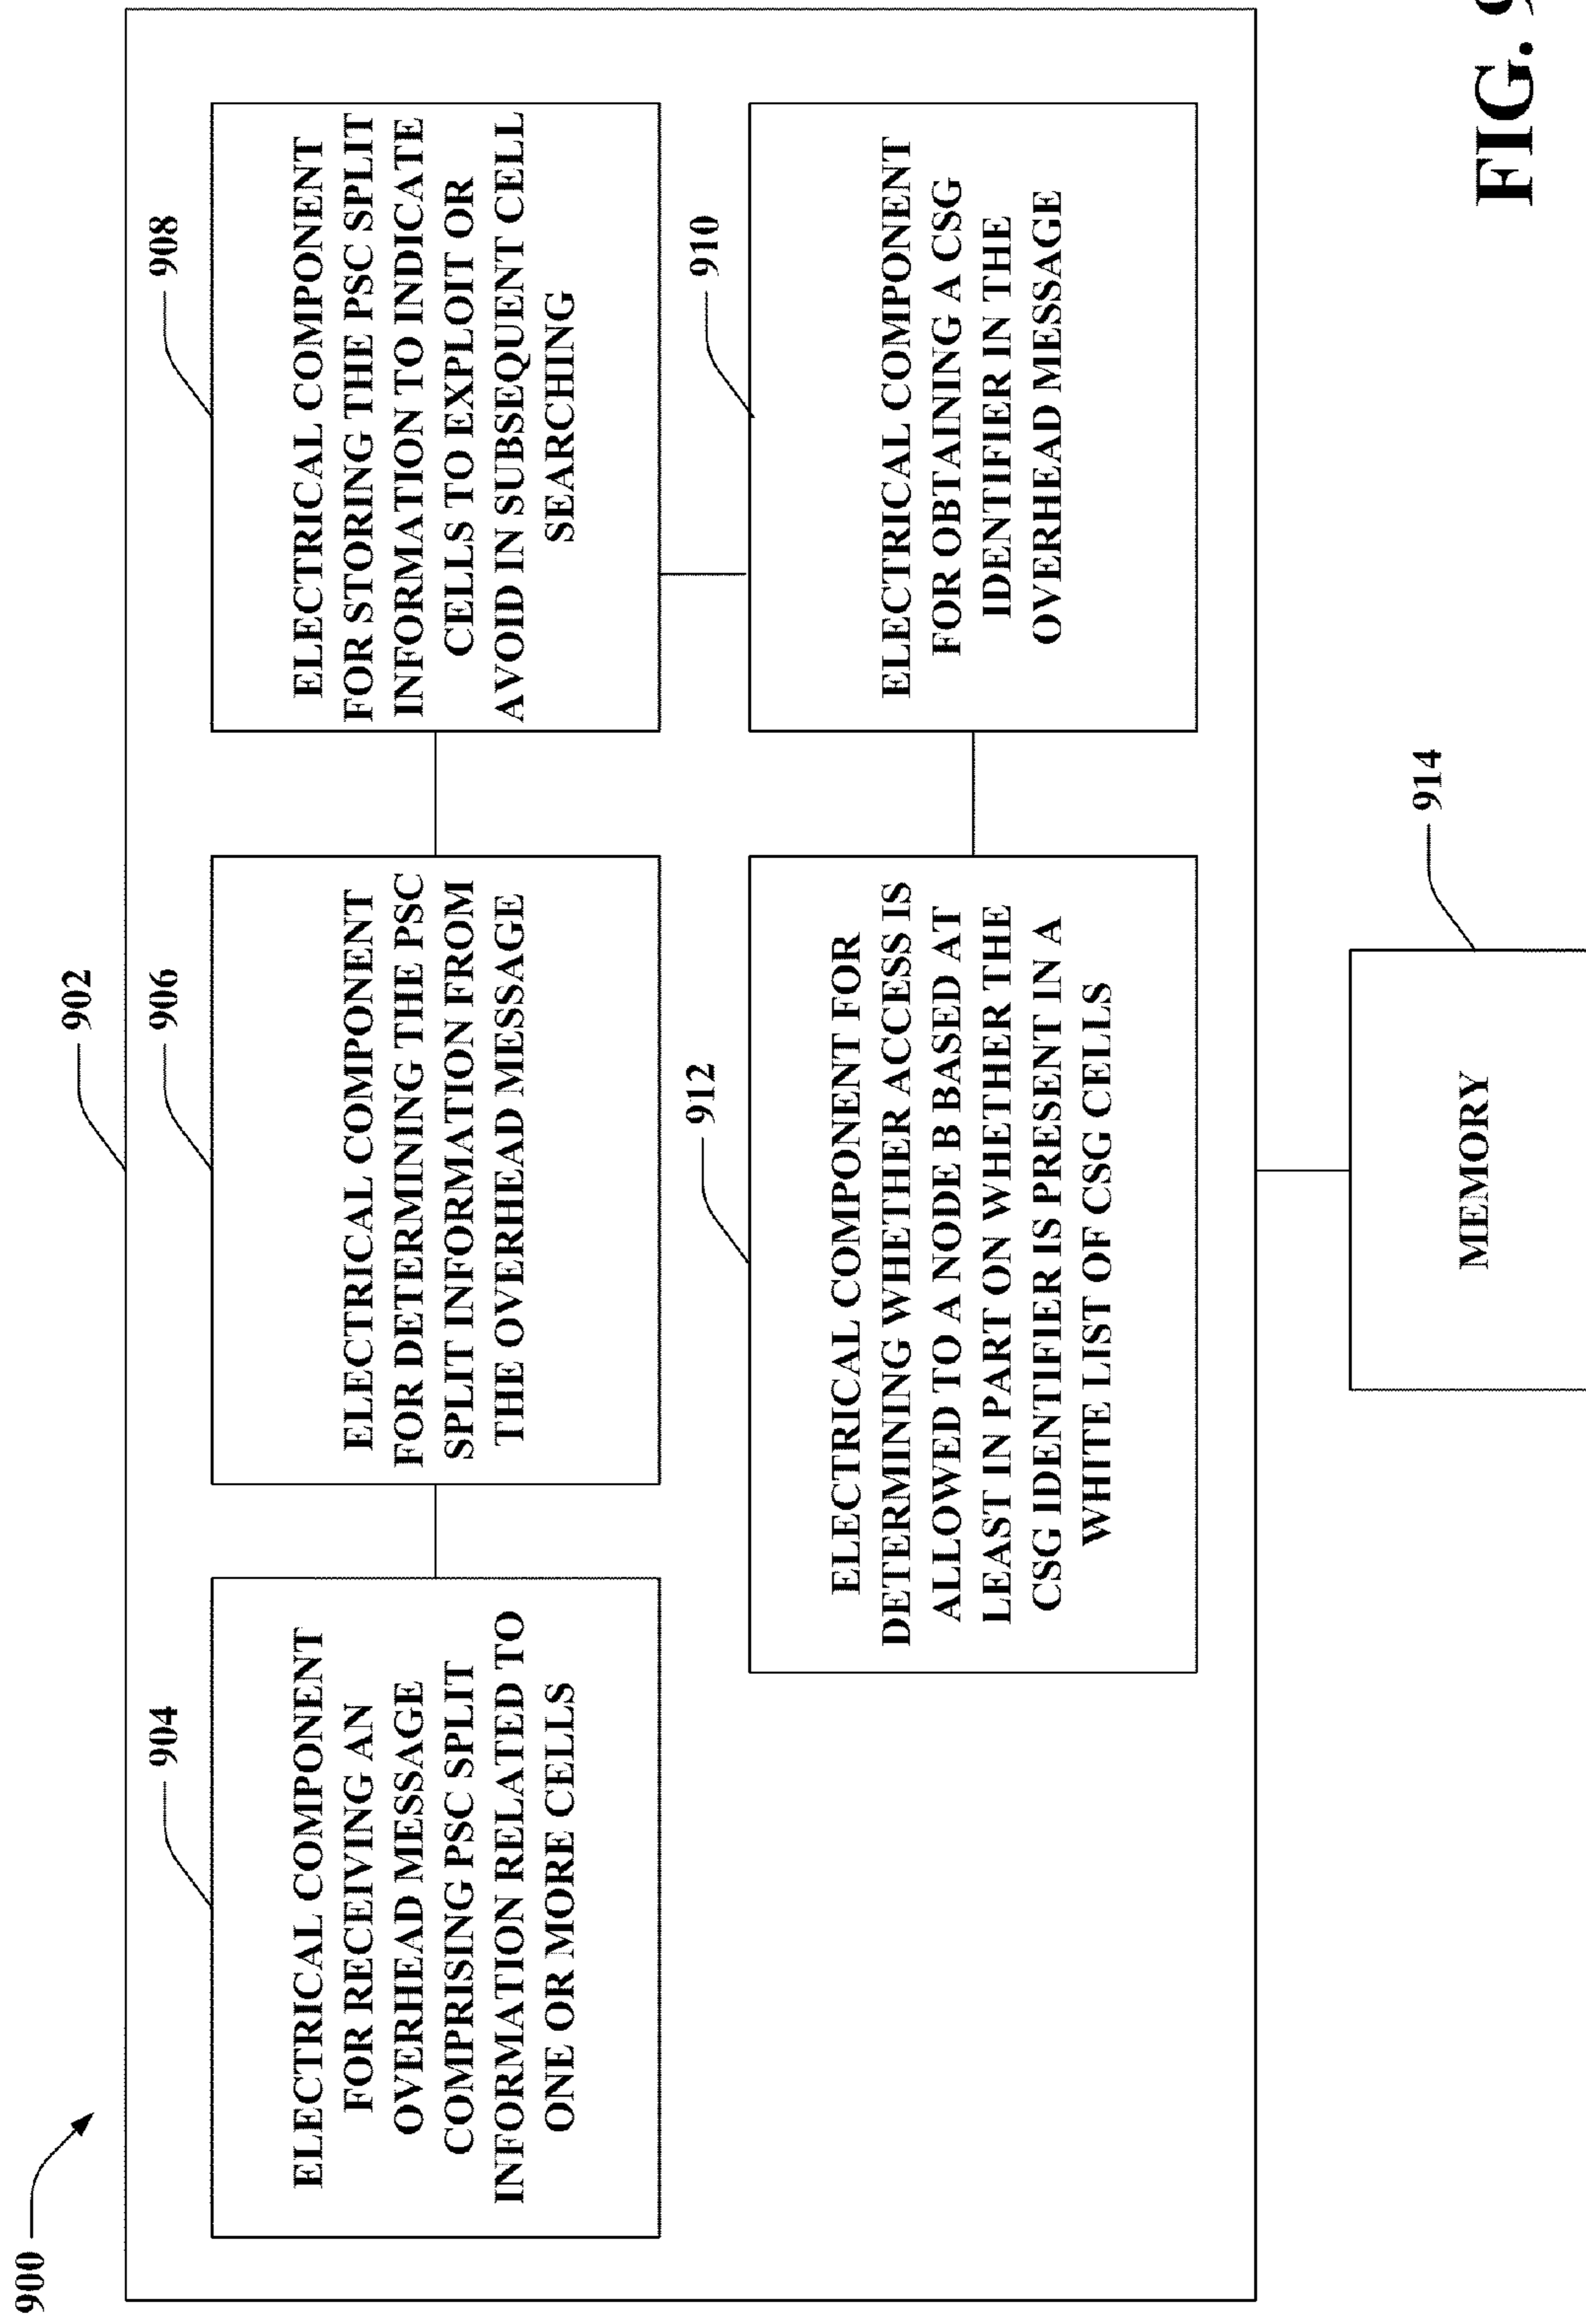 900
902
904
ELECTRICAL COMPONENT
FOR RECEIVING AN
OVERHEAD MESSAGE
COMPRISING PSC SPLIT
INFORMATION RELATED TO
ONE OR MORE CELLS
906
ELECTRICAL COMPONENT
FOR DETERMINING THE PSC
SPLIT INFORMATION FROM
THE OVERHEAD MESSAGE
908
ELECTRICAL COMPONENT
FOR STORING THE PSC SPLIT
INFORMATION TO INDICATE
CELLS TO EXPLOIT OR
AVOID IN SUBSEQUENT CELL
SEARCHING
912
ELECTRICAL COMPONENT FOR
DETERMINING WHETHER ACCESS IS
ALLOWED TO A NODE B BASED AT
LEAST IN PART ON WHETHER THE
CSG IDENTIFIER IS PRESENT IN A
WHITE LIST OF CSG CELLS
910
ELECTRICAL COMPONENT
FOR OBTAINING A CSG
IDENTIFIER IN THE
OVERHEAD MESSAGE
914
MEMORY
FIG. 9